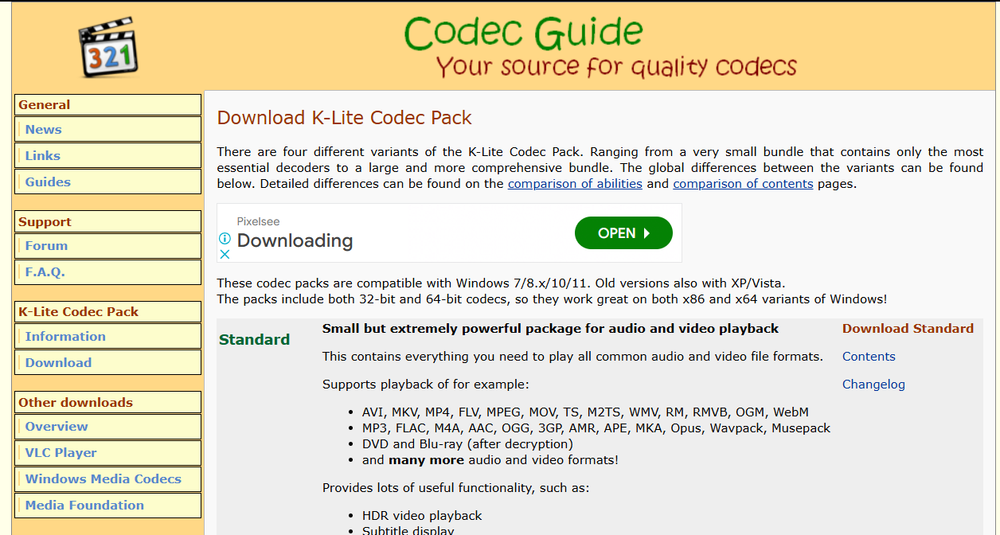 321
Codec Guide
Your source for quality codecs
General
News
Links
Guides
Support
Forum
F.A.Q.
K-Lite Codec Pack
Information
Download
Other downloads
Overview
VLC Player
Windows Media Codecs
Media Foundation
Download K-Lite Codec Pack
There are four different variants of the K-Lite Codec Pack. Ranging from a very small bundle that contains only the most
essential decoders to a large and more comprehensive bundle. The global differences between the variants can be found
below. Detailed differences can be found on the comparison of abilities and comparison of contents pages.
Pixelsee
Downloading
OPEN
These codec packs are compatible with Windows 7/8.x/10/11. Old versions also with XP/Vista.
The packs include both 32-bit and 64-bit codecs, so they work great on both x86 and x64 variants of Windows!
Standard
Small but extremely powerful package for audio and video playback
This contains everything you need to play all common audio and video file formats.
Supports playback of for example:
• AVI, MKV, MP4, FLV, MPEG, MOV, TS, M2TS, WMV, RM, RMVB, OGM, WebM
• MP3, FLAC, M4A, AAC, OGG, 3GP, AMR, APE, MKA, Opus, Wavpack, Musepack
• DVD and Blu-ray (after decryption)
• and many more audio and video formats!
Provides lots of useful functionality, such as:
• HDR video playback
• Subtitle display
Download Standard
Contents
Changelog